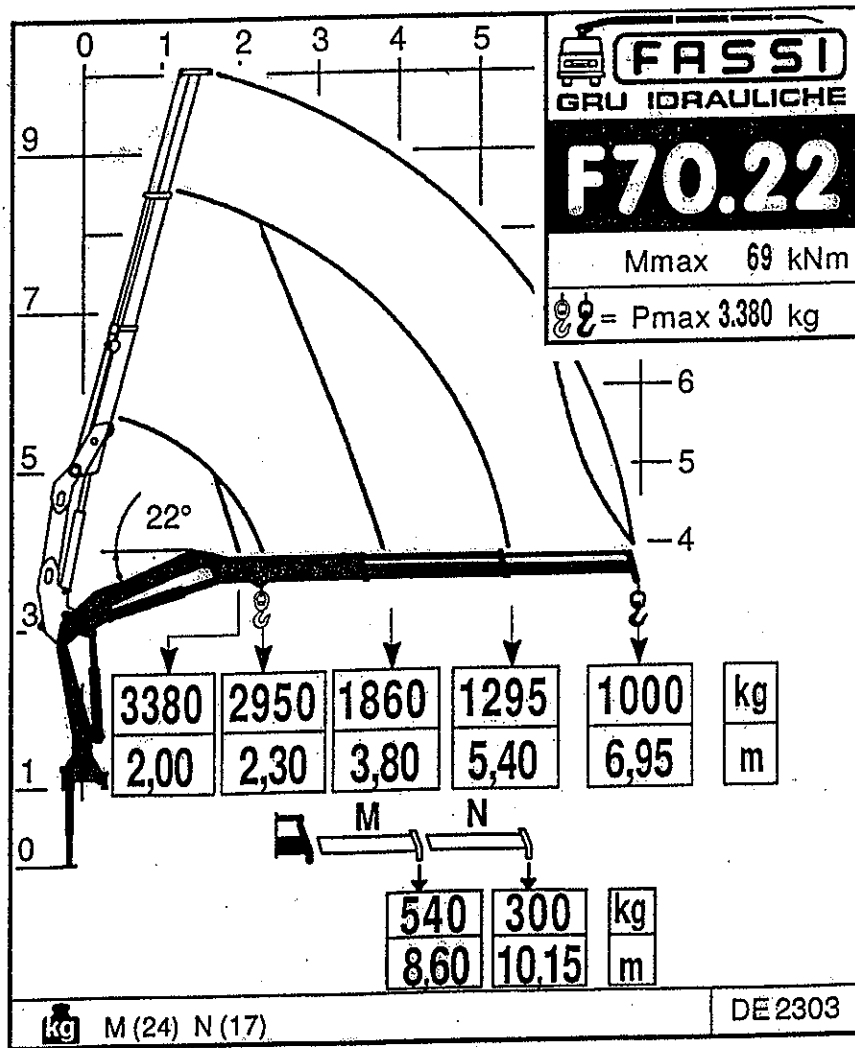 0 1 2 3 4 5
FASSI
GRU IDRAULICHE
F70.22
Mmax 69 kNm
= Pmax 3.380 kg
9
7
6
5
5
22°
4
3
3380 2950 1860 1295 1000 kg
2,00 2,30 3,80 5,40 6,95 m
1
M N
0
540 300 kg
8,60 10,15 m
kg M (24) N (17)
DE 2303